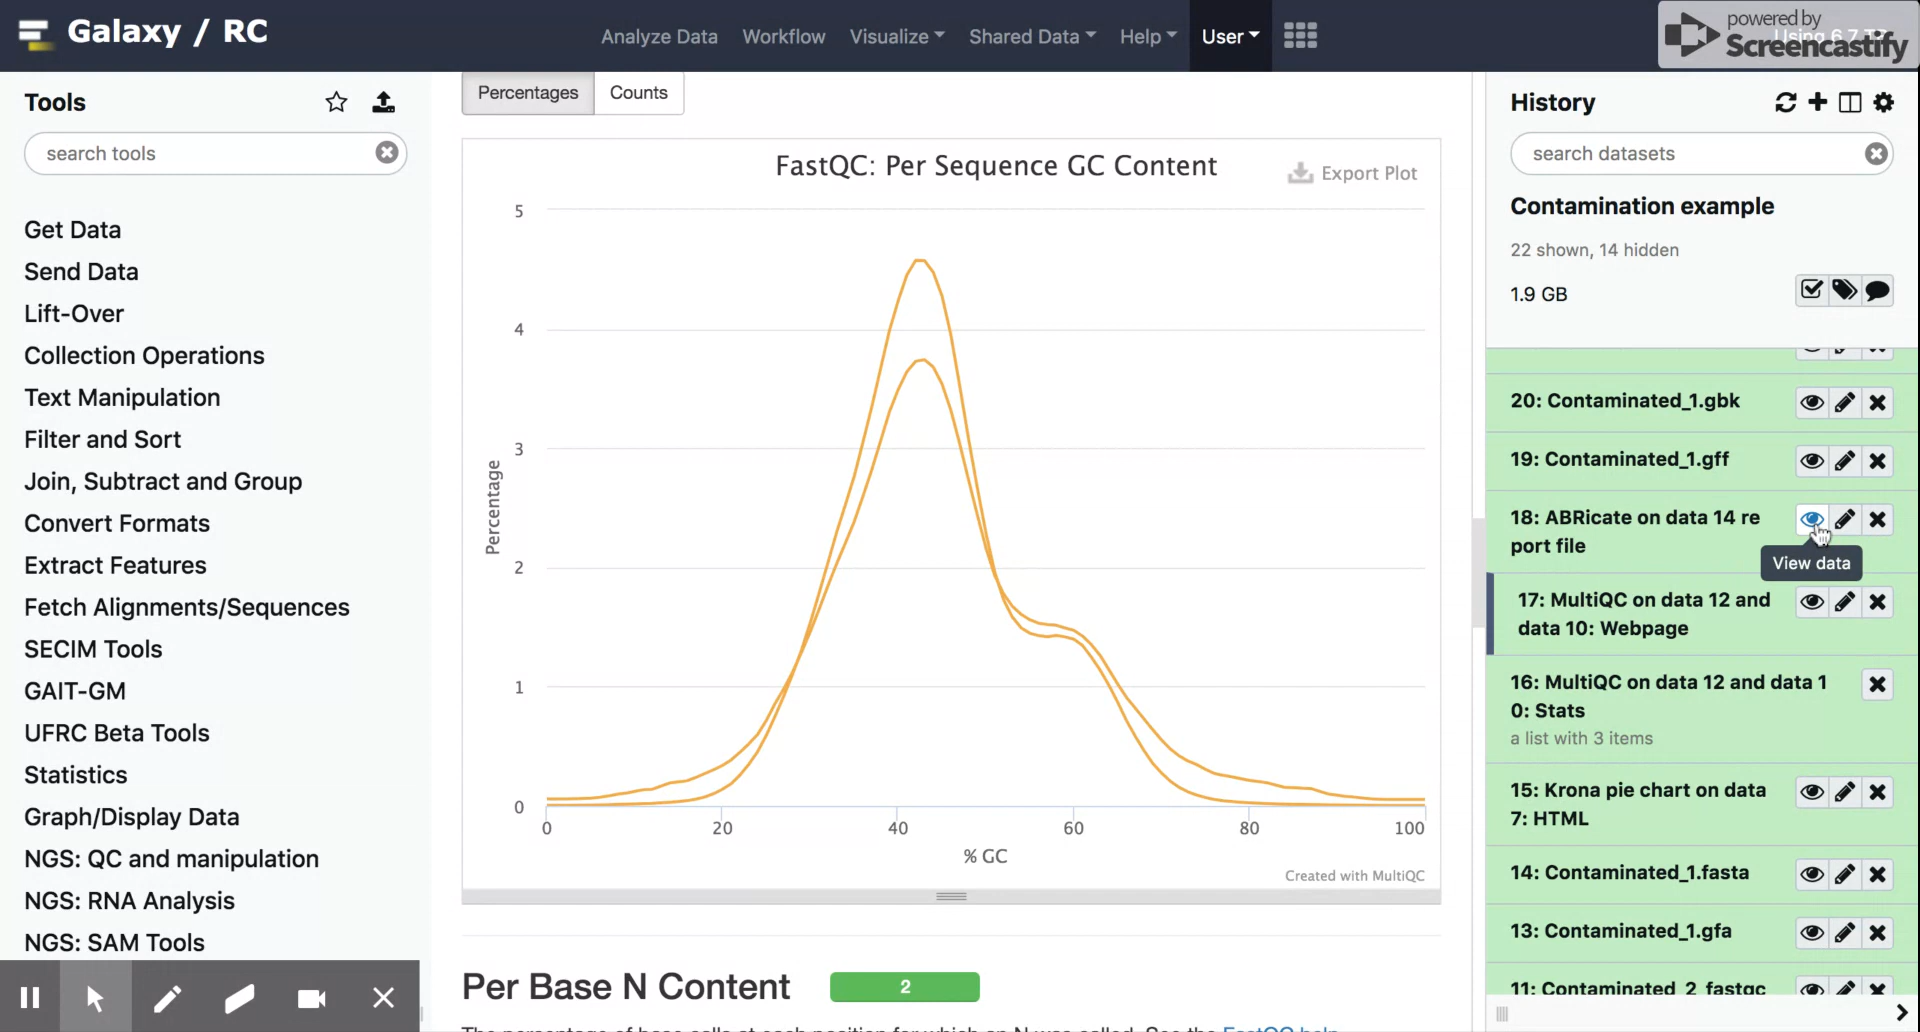 Galaxy / RC
Analyze Data
Workflow
Visualize
Shared Data
Help
User
powered by
Screencastify
Tools
search tools
Get Data
Send Data
Lift-Over
Collection Operations
Text Manipulation
Filter and Sort
Join, Subtract and Group
Convert Formats
Extract Features
Fetch Alignments/Sequences
SECIM Tools
GAIT-GM
UFRC Beta Tools
Statistics
Graph/Display Data
NGS: QC and manipulation
NGS: RNA Analysis
NGS: SAM Tools
Percentages
Counts
FastQC: Per Sequence GC Content
Export Plot
5
4
3
2
1
0
Percentage
0
20
40
60
80
100
% GC
Created with MultiQC
Per Base N Content
2
History
search datasets
Contamination example
22 shown, 14 hidden
1.9 GB
20: Contaminated_1.gbk
19: Contaminated_1.gff
18: ABRicate on data 14 re
port file
View data
17: MultiQC on data 12 and
data 10: Webpage
16: MultiQC on data 12 and data 1
0: Stats
a list with 3 items
15: Krona pie chart on data
7: HTML
14: Contaminated_1.fasta
13: Contaminated_1.gfa
11: Contaminated_2_fastqc